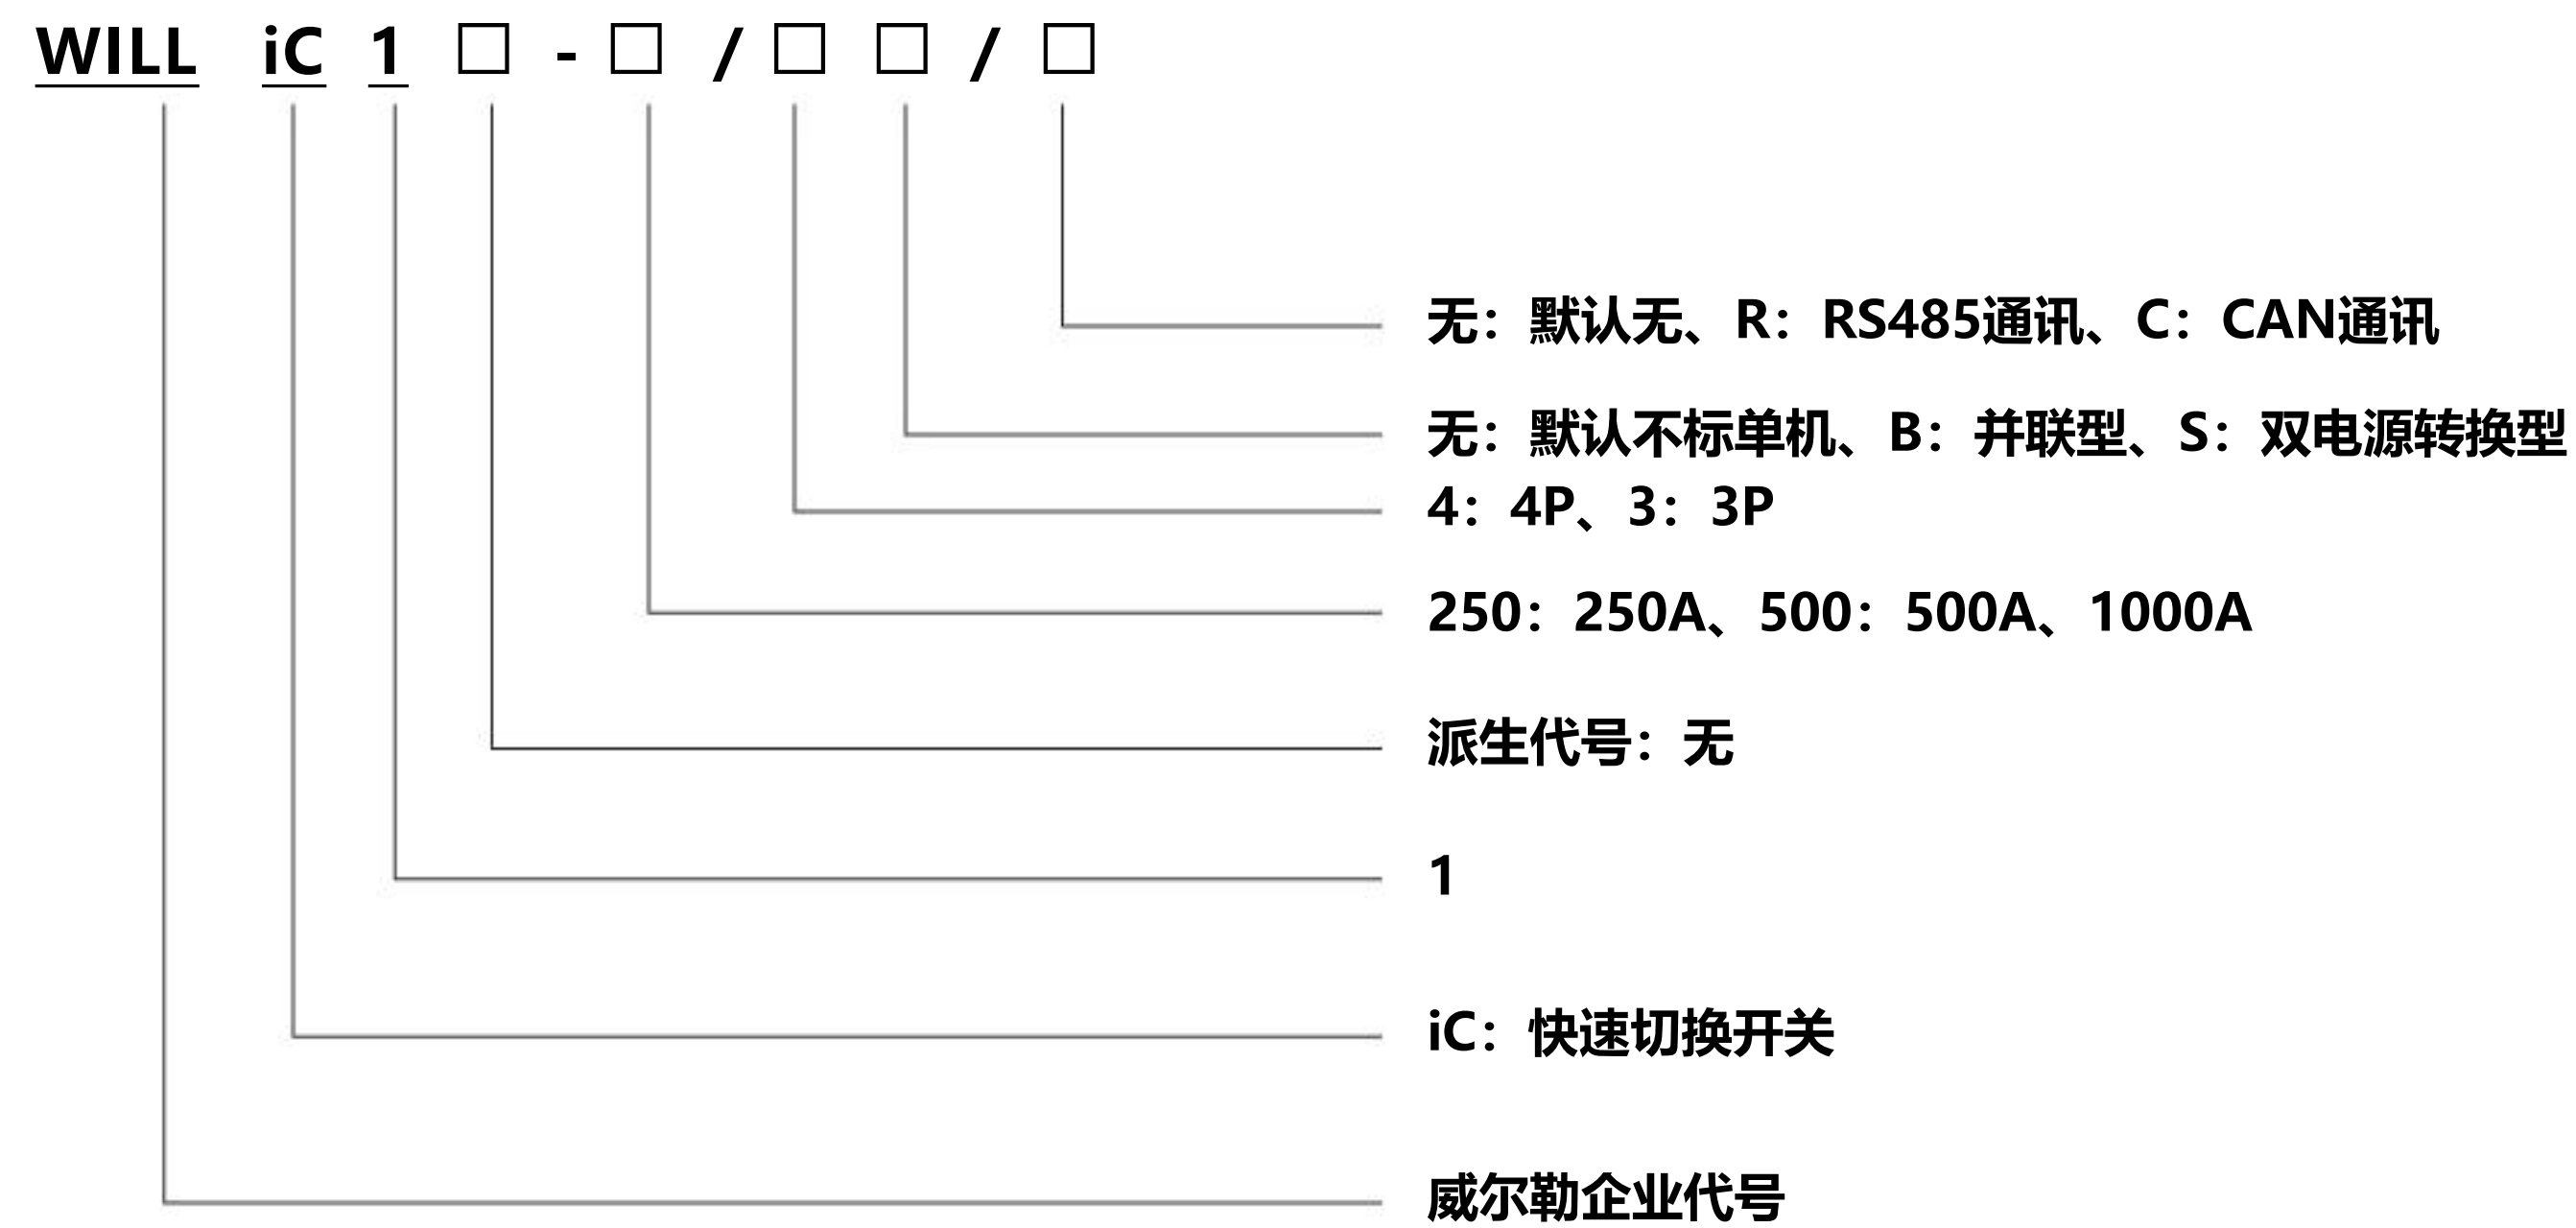 WILL iC 1 □ - □ / □ □ / □
无：默认无、R：RS485通讯、C：CAN通讯
无：默认不标单机、B：并联型、S：双电源转换型
4：4P、3：3P
250：250A、500：500A、1000A
派生代号：无
1
iC：快速切换开关
威尔勒企业代号